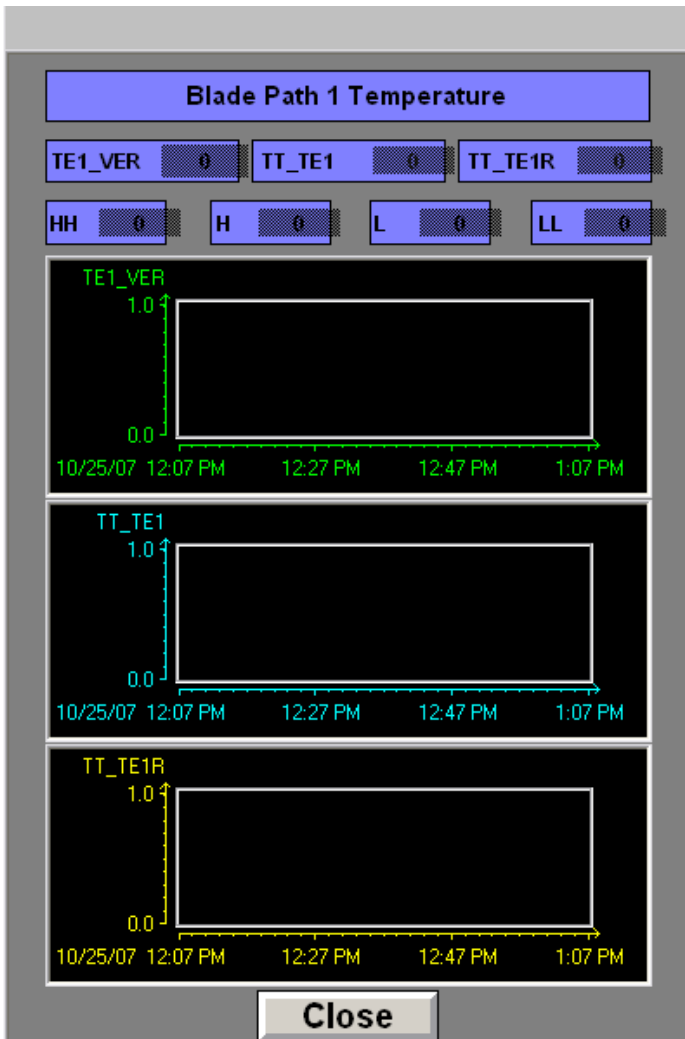 Blade Path 1 Temperature
TE1_VER 0 TT_TE1 0 TT_TE1R 0
HH 0 H 0 L 0 LL 0
TE1_VER
1.0
0.0
10/25/07 12:07 PM 12:27 PM 12:47 PM 1:07 PM
TT_TE1
1.0
0.0
10/25/07 12:07 PM 12:27 PM 12:47 PM 1:07 PM
TT_TE1R
1.0
0.0
10/25/07 12:07 PM 12:27 PM 12:47 PM 1:07 PM
Close